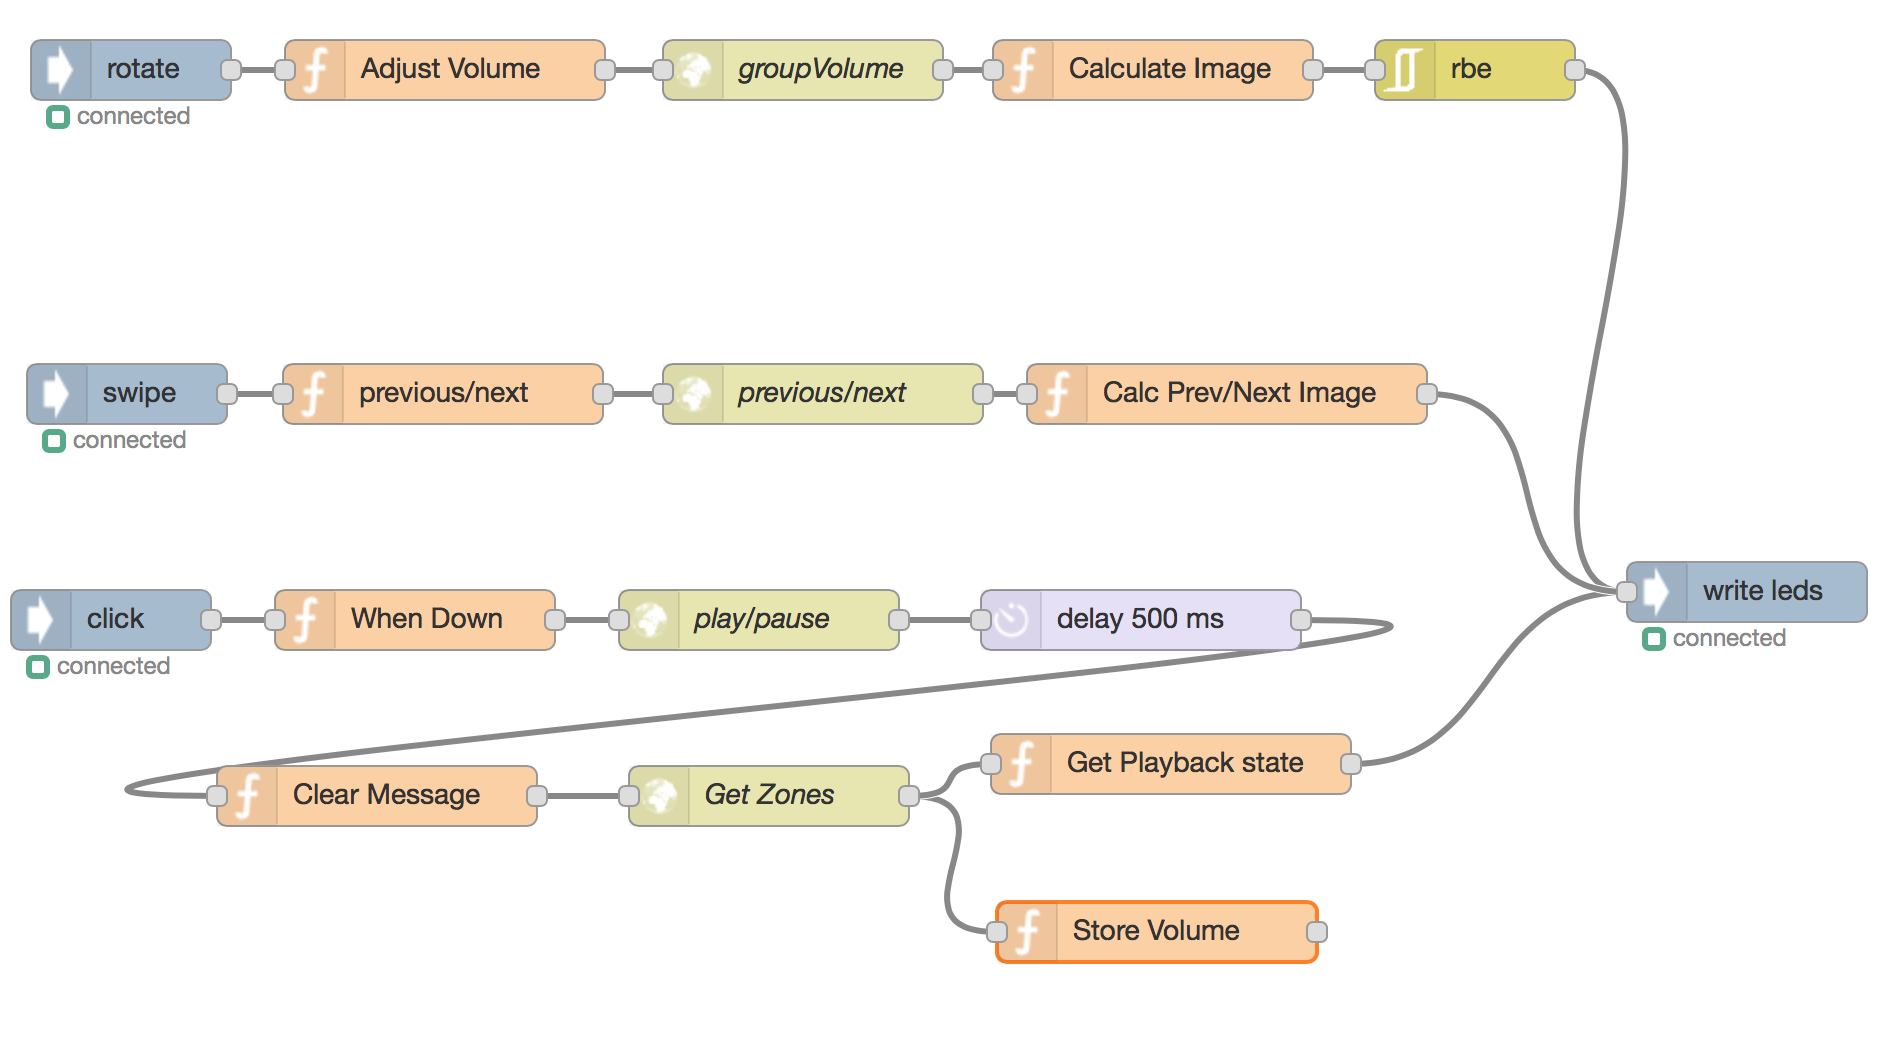 rotate
Adjust Volume
groupVolume
Calculate Image
rbe
connected
swipe
previous/next
previous/next
Calc Prev/Next Image
connected
click
When Down
play/pause
delay 500 ms
write leds
connected
connected
Clear Message
Get Zones
Get Playback state
Store Volume